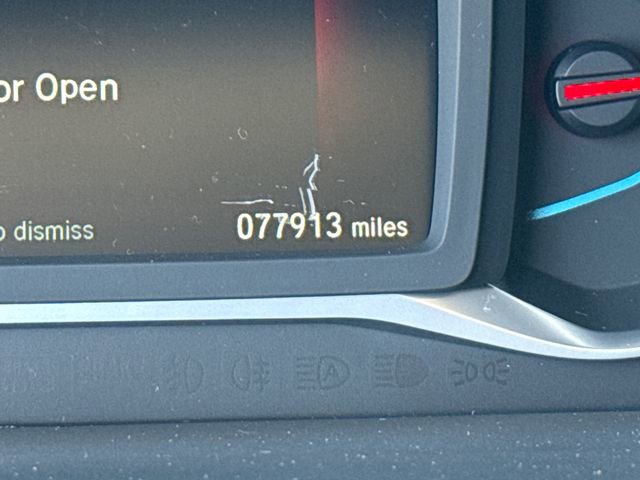 or Open
o dismiss
077913 miles
A